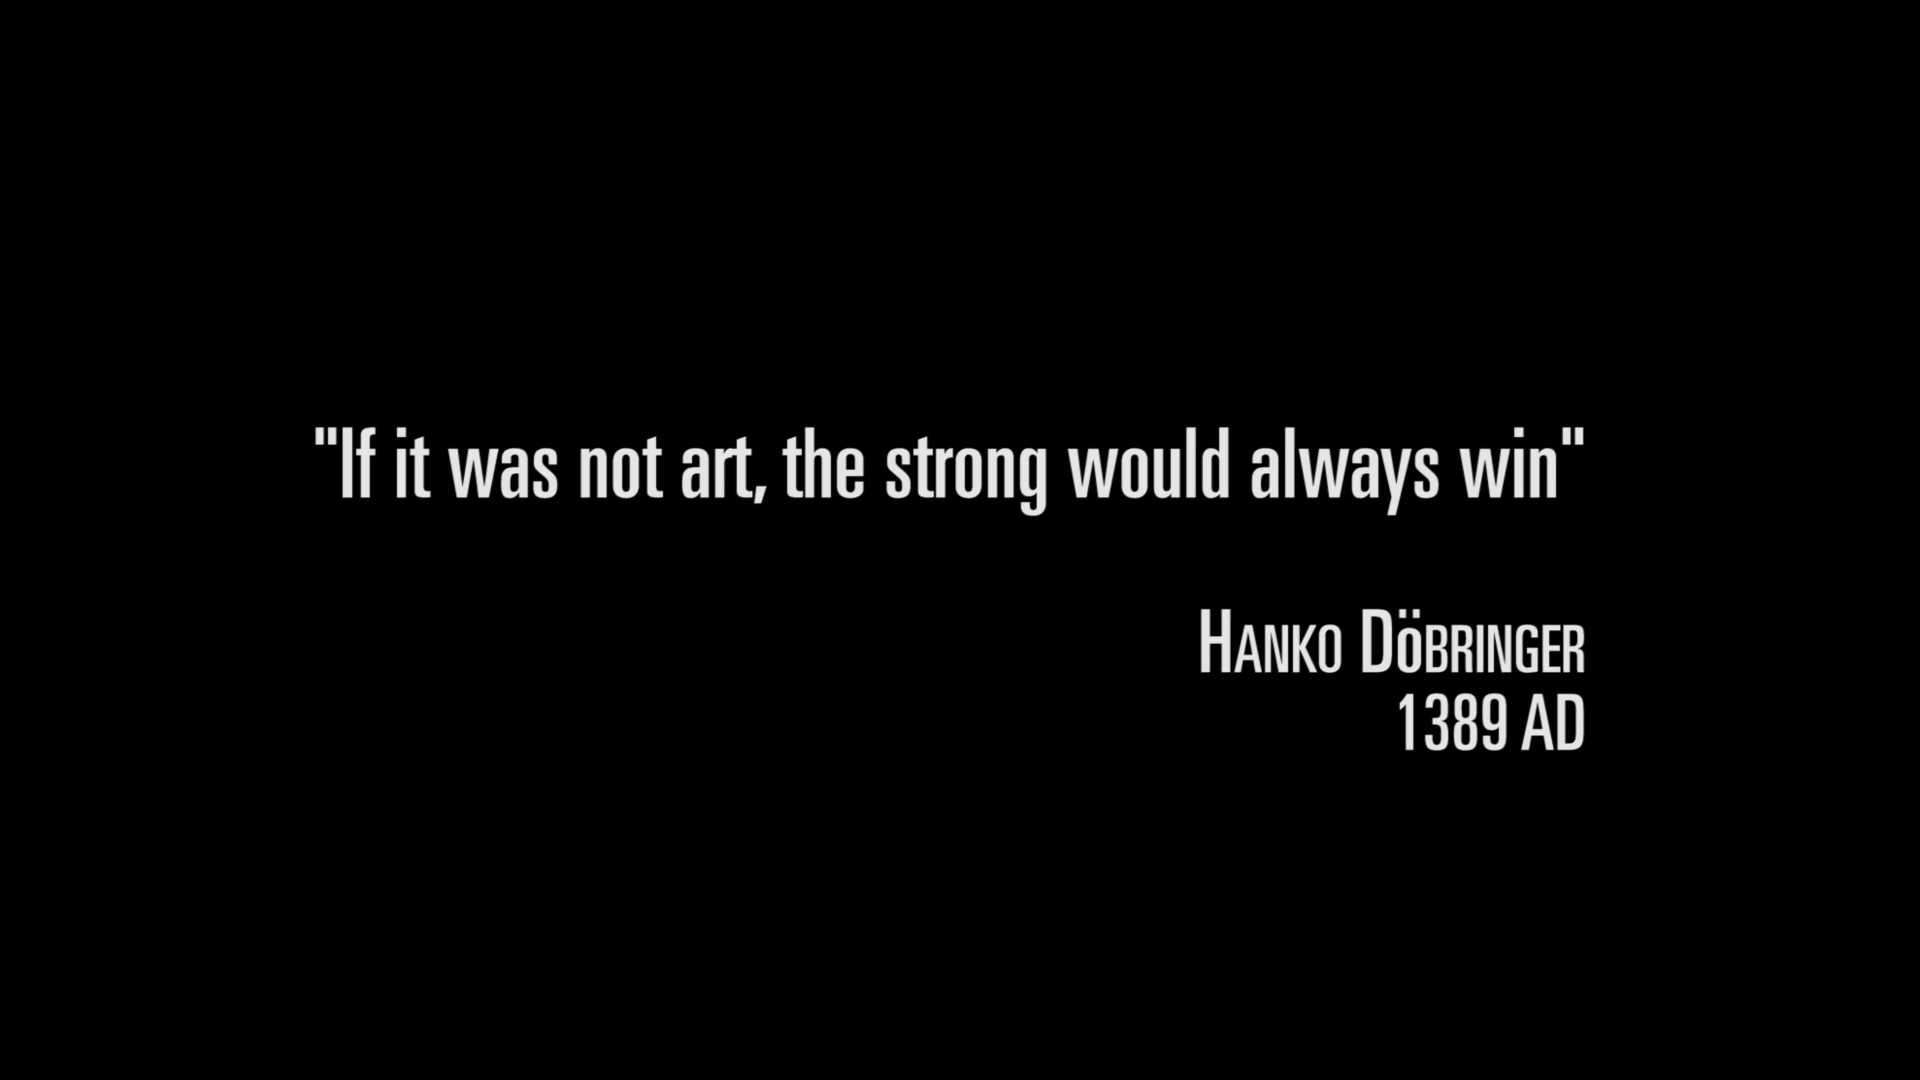 "If it was not art, the strong would always win"
Hanko Döbringer
1389 AD